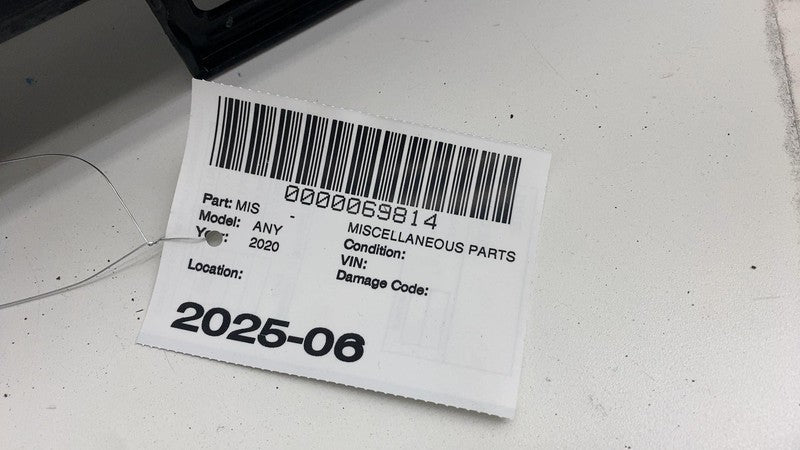 0000069814
Part: MIS - MISCELLANEOUS PARTS
Model: ANY Condition:
Year: 2020 VIN:
Location: Damage Code:
2025-06